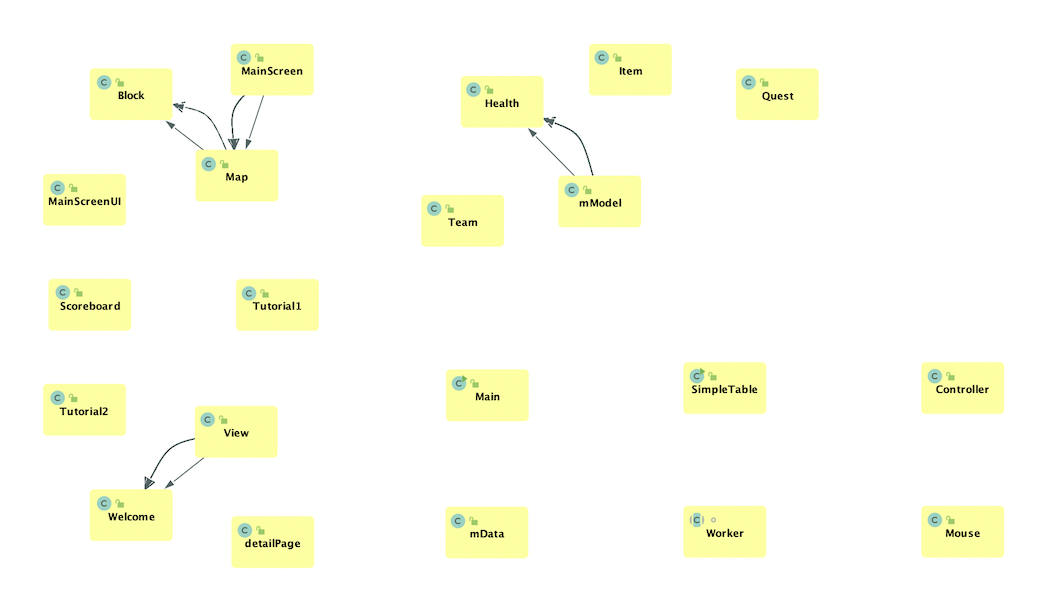 MainScreen
Block
Map
MainScreenUI
Item
Quest
Health
mModel
Team
Scoreboard
Tutorial1
Tutorial2
View
Welcome
detailPage
Main
SimpleTable
Controller
mData
Worker
Mouse